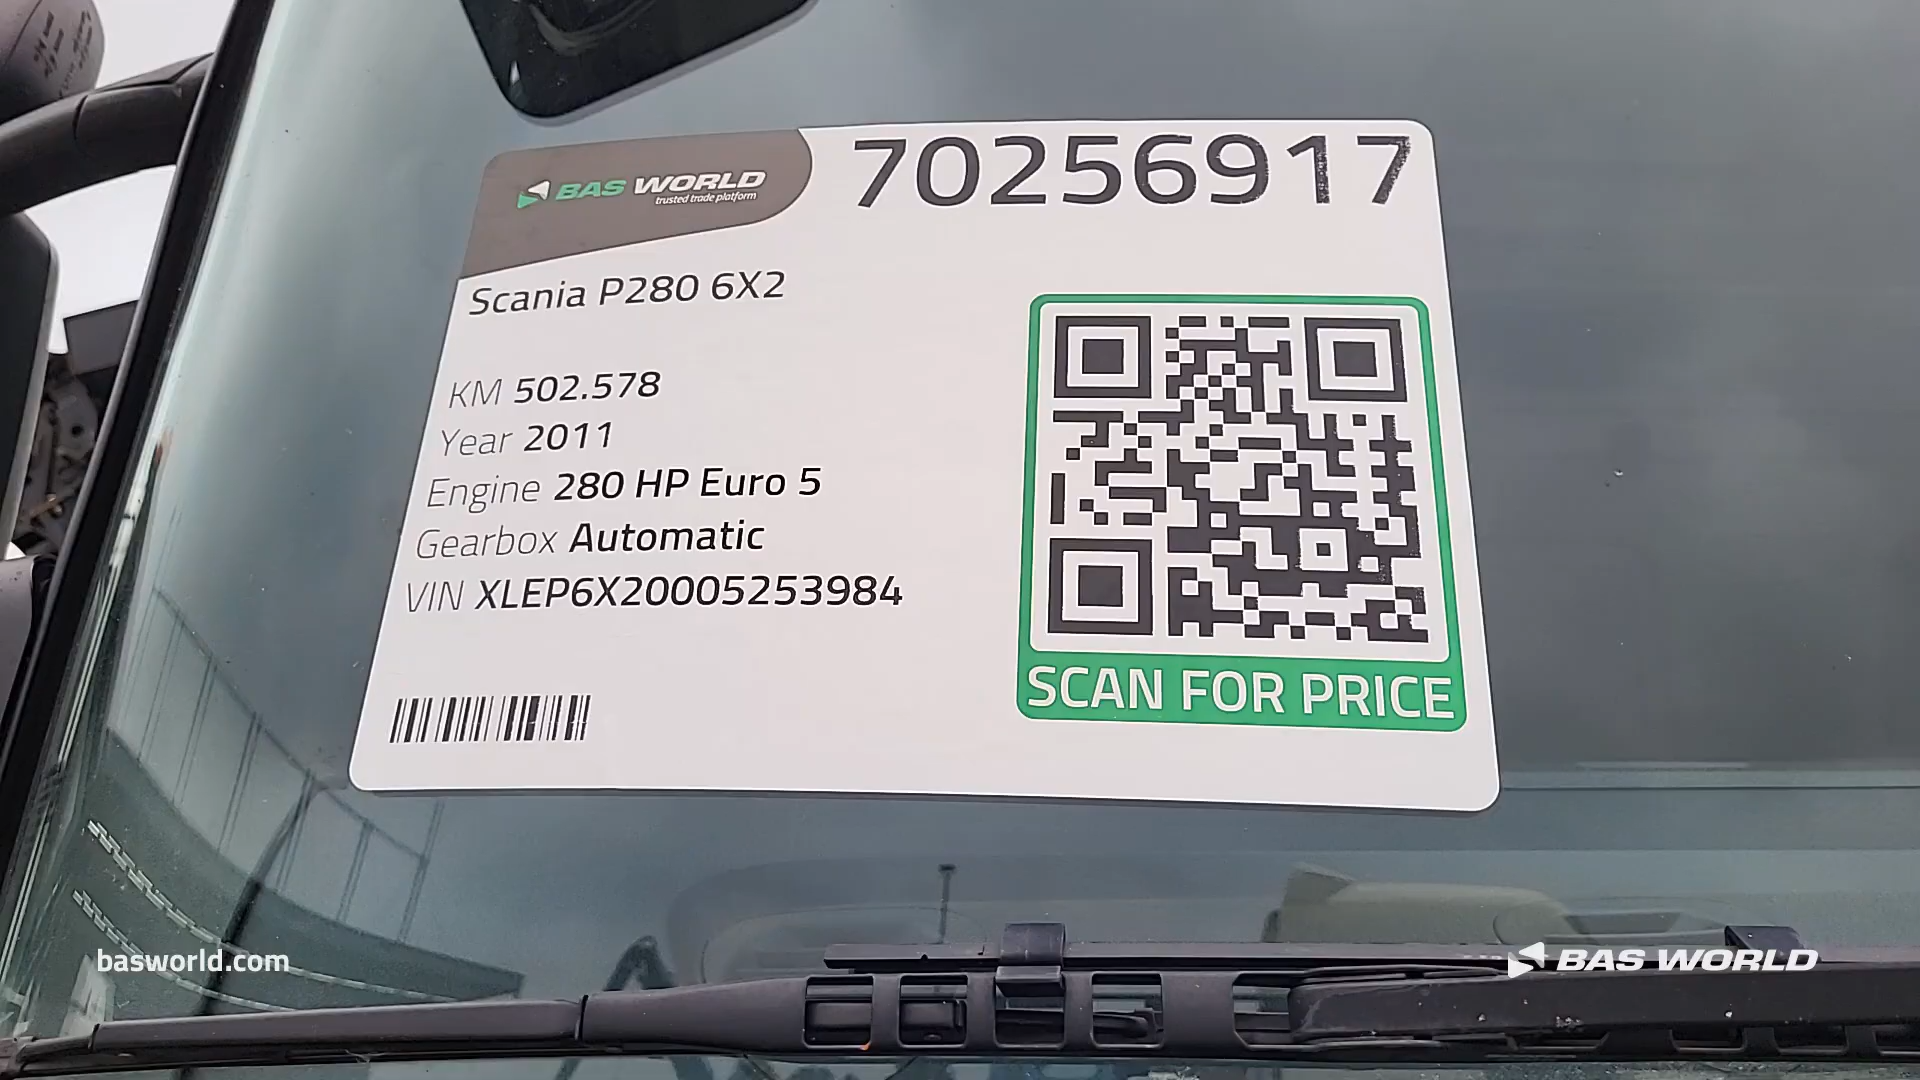 BAS WORLD
trusted trade platform
70256917
Scania P280 6X2
KM 502.578
Year 2011
Engine 280 HP Euro 5
Gearbox Automatic
VIN XLEP6X20005253984
SCAN FOR PRICE
basworld.com
BAS WORLD